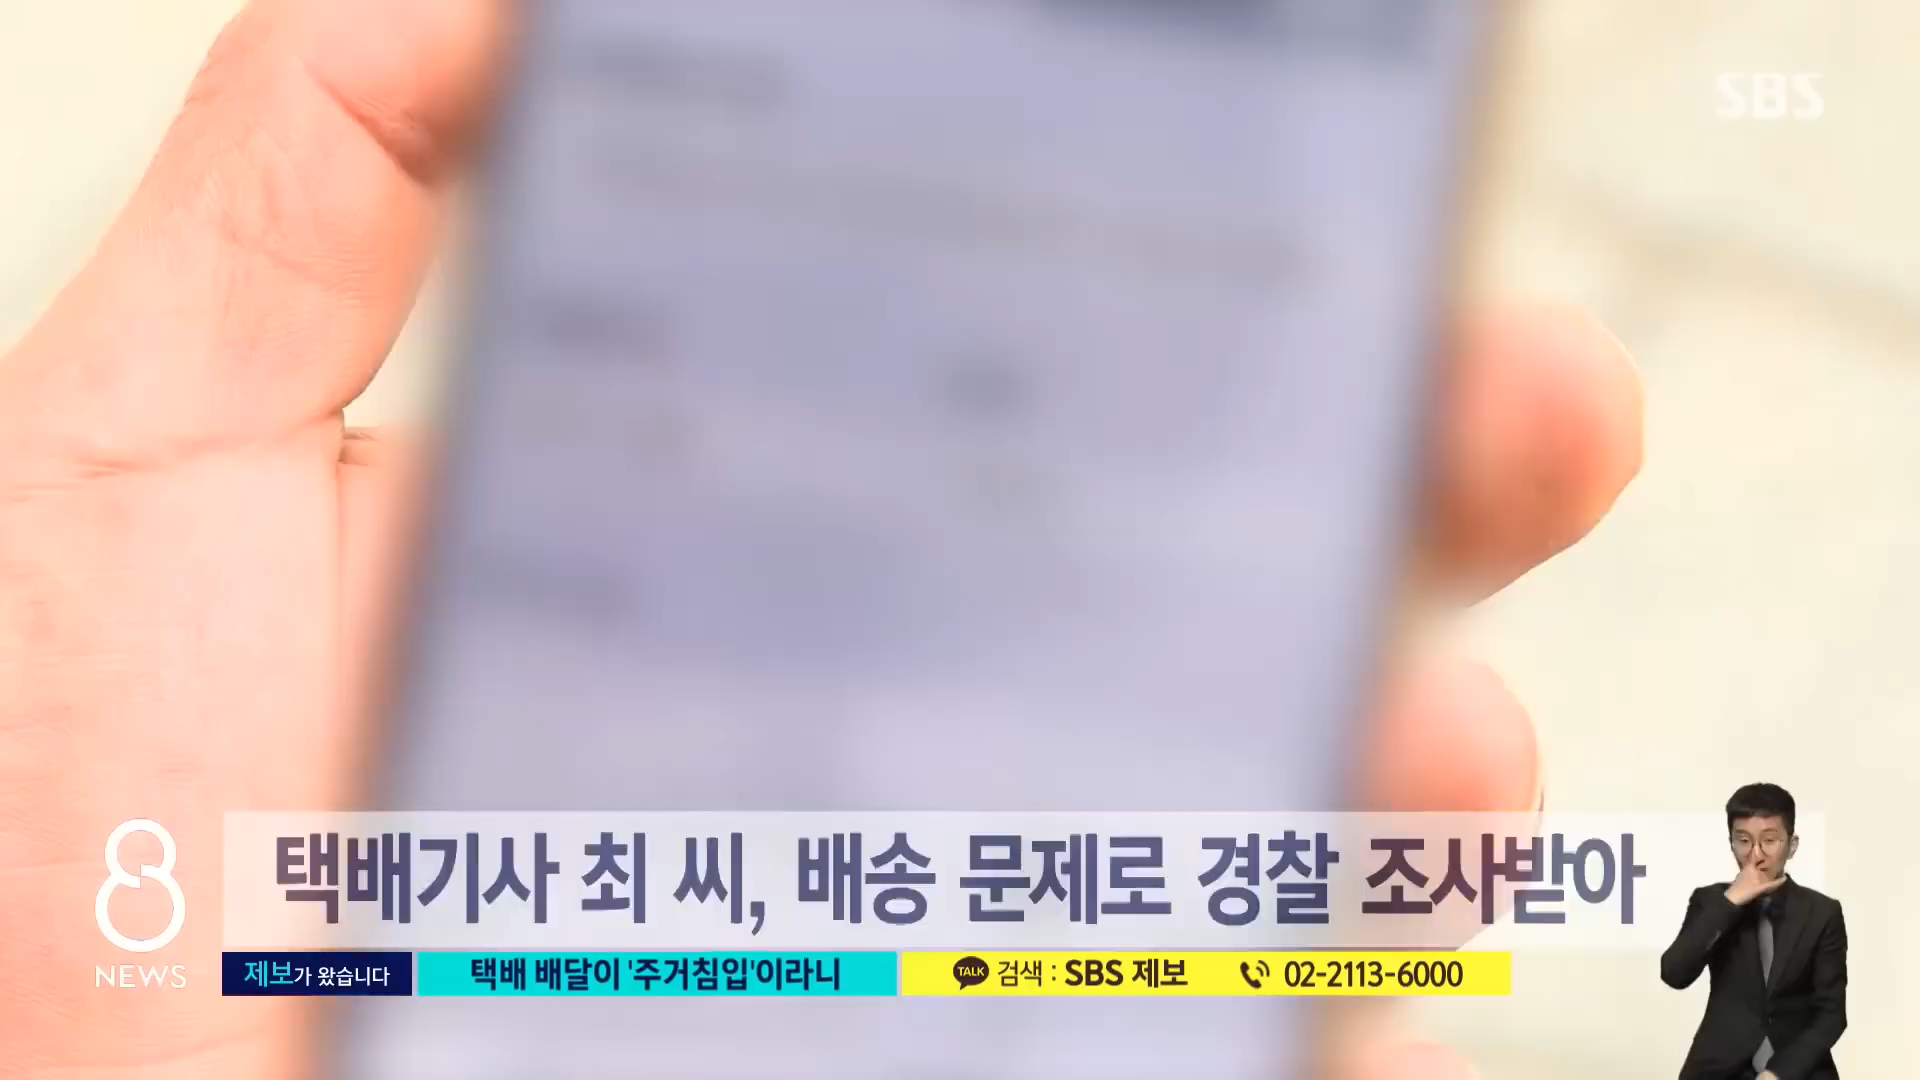 SBS
택배기사 최 씨, 배송 문제로 경찰 조사받아
8
NEWS
제보가 왔습니다
택배 배달이 '주거침입'이라니
TALK 검색 : SBS 제보 02-2113-6000